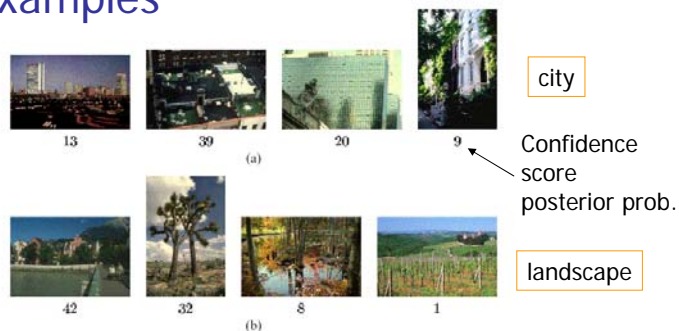 xamples
city
13 39 20 9
(a)
Confidence
score
posterior prob.
landscape
42 32 8 1
(b)